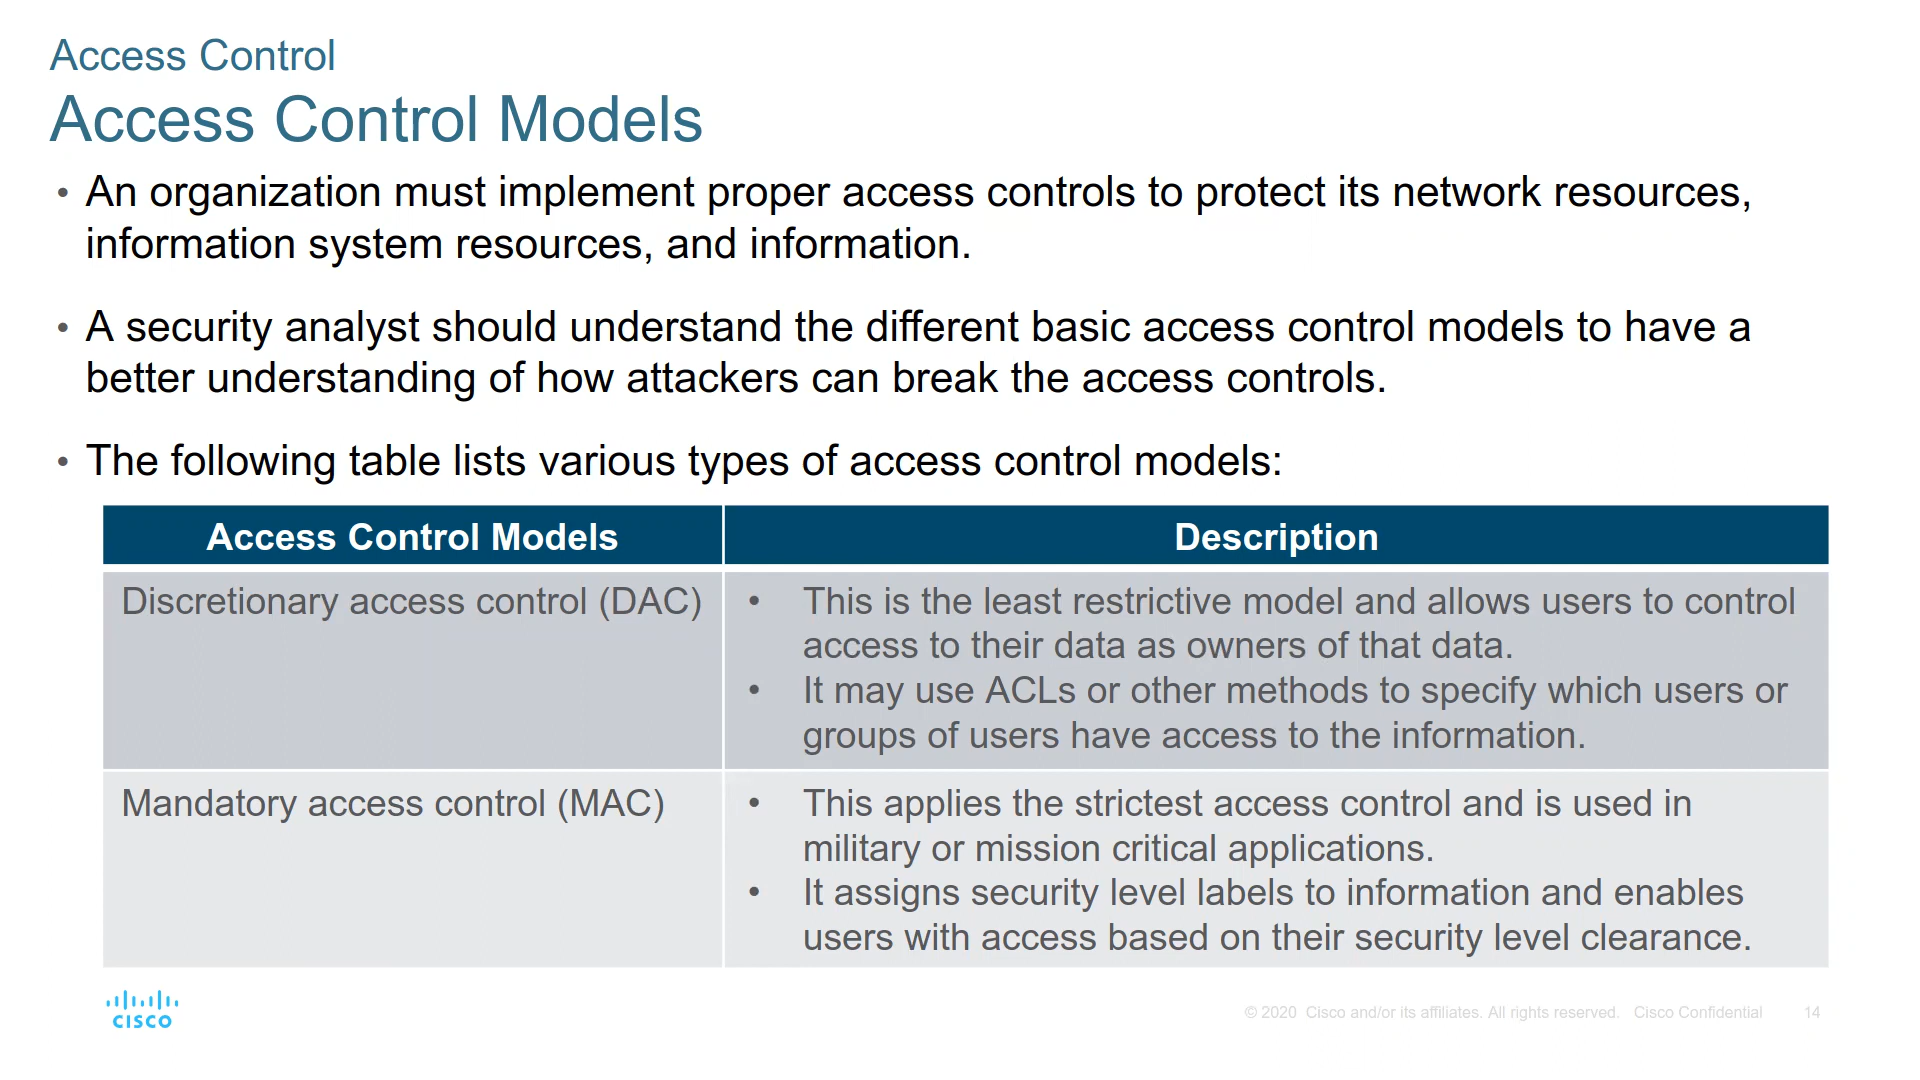 Access Control
Access Control Models
• An organization must implement proper access controls to protect its network resources,
information system resources, and information.
• A security analyst should understand the different basic access control models to have a
better understanding of how attackers can break the access controls.
• The following table lists various types of access control models:
Access Control Models
Description
Discretionary access control (DAC)
• This is the least restrictive model and allows users to control
access to their data as owners of that data.
• It may use ACLs or other methods to specify which users or
groups of users have access to the information.
Mandatory access control (MAC)
• This applies the strictest access control and is used in
military or mission critical applications.
• It assigns security level labels to information and enables
users with access based on their security level clearance.
CISCO
© 2020 Cisco and/or its affiliates. All rights reserved. Cisco Confidential
14